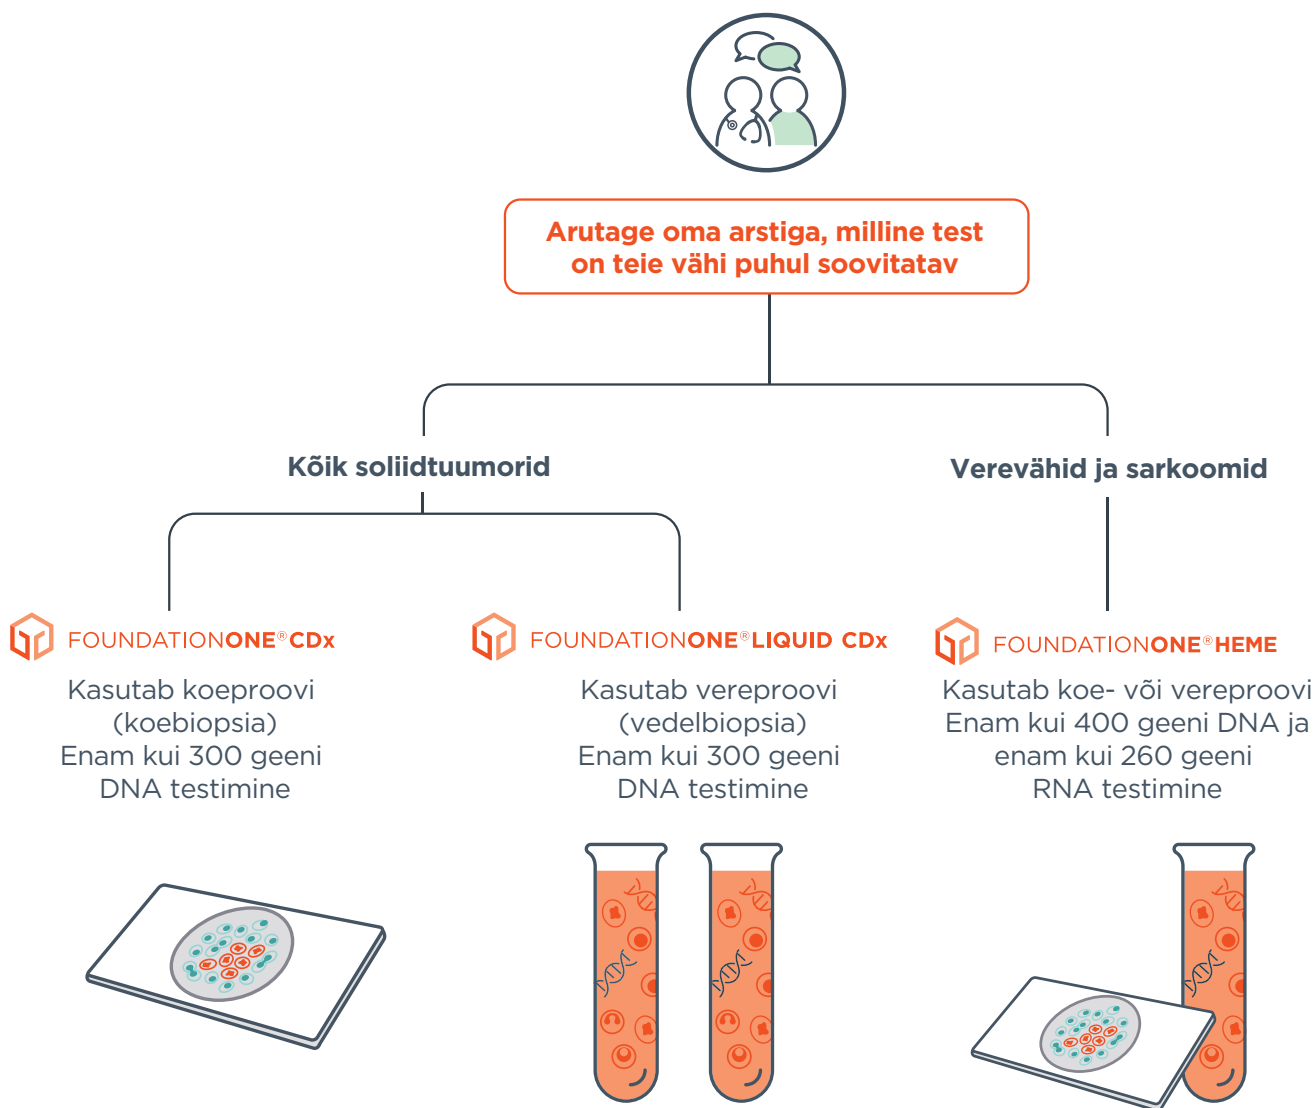 Arutage oma arstiga, milline test
on teie vähi puhul soovitatav
Kõik soliidtuumorid
Verevähid ja sarkoomid
FOUNDATIONONE®CDx
Kasutab koeproovi
(koebiopsia)
Enam kui 300 geeni
DNA testimine
FOUNDATIONONE®LIQUID CDx
Kasutab vereproovi
(vedelbiopsia)
Enam kui 300 geeni
DNA testimine
FOUNDATIONONE®HEME
Kasutab koe- või vereproovi
Enam kui 400 geeni DNA ja
enam kui 260 geeni
RNA testimine